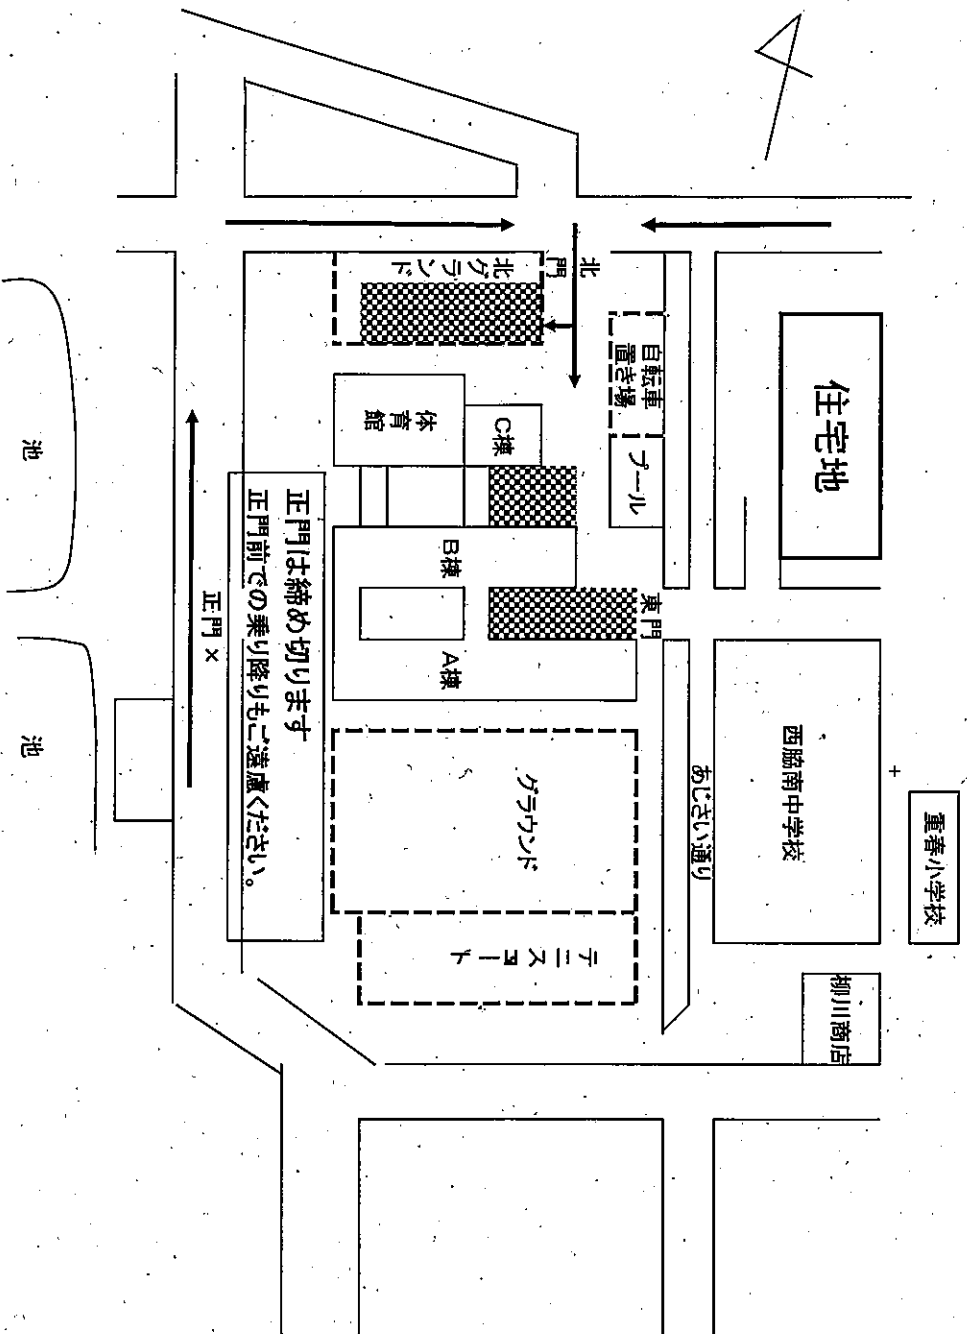 住宅地
重春小学校
西脇南中学校
柳川商店
あじさい通り
自転車
置き場
プール
東門
北門
北グランド
C棟
体育館
B棟
A棟
グラウンド
テニスコート
正門は締め切ります
正門前での乗り降りもご遠慮ください。
正門×
池
池